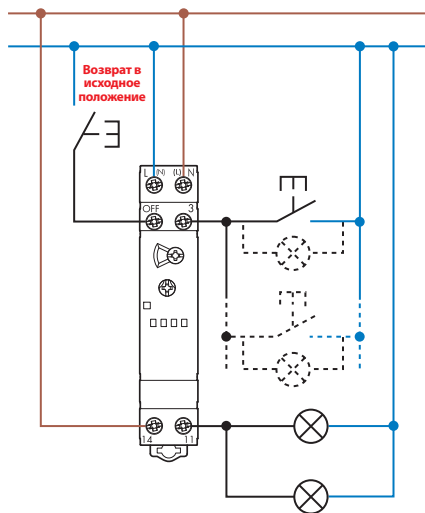 Возврат в
исходное
положение
L (N) (L) N
OFF 3
14 11